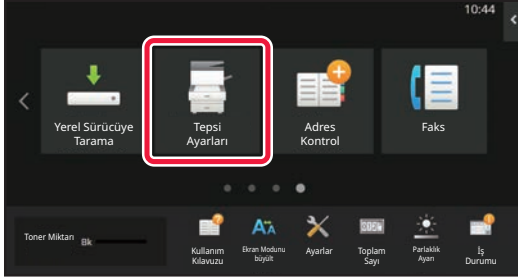 10:44
Yerel Sürücüye
Tarama
Tepsi
Ayarları
Adres
Kontrol
Faks
Toner Miktarı
Bk
Kullanım
Kılavuzu
Ekran Modunu
büyült
Ayarlar
Toplam
Sayı
Parlaklık
Ayarı
İş
Durumu